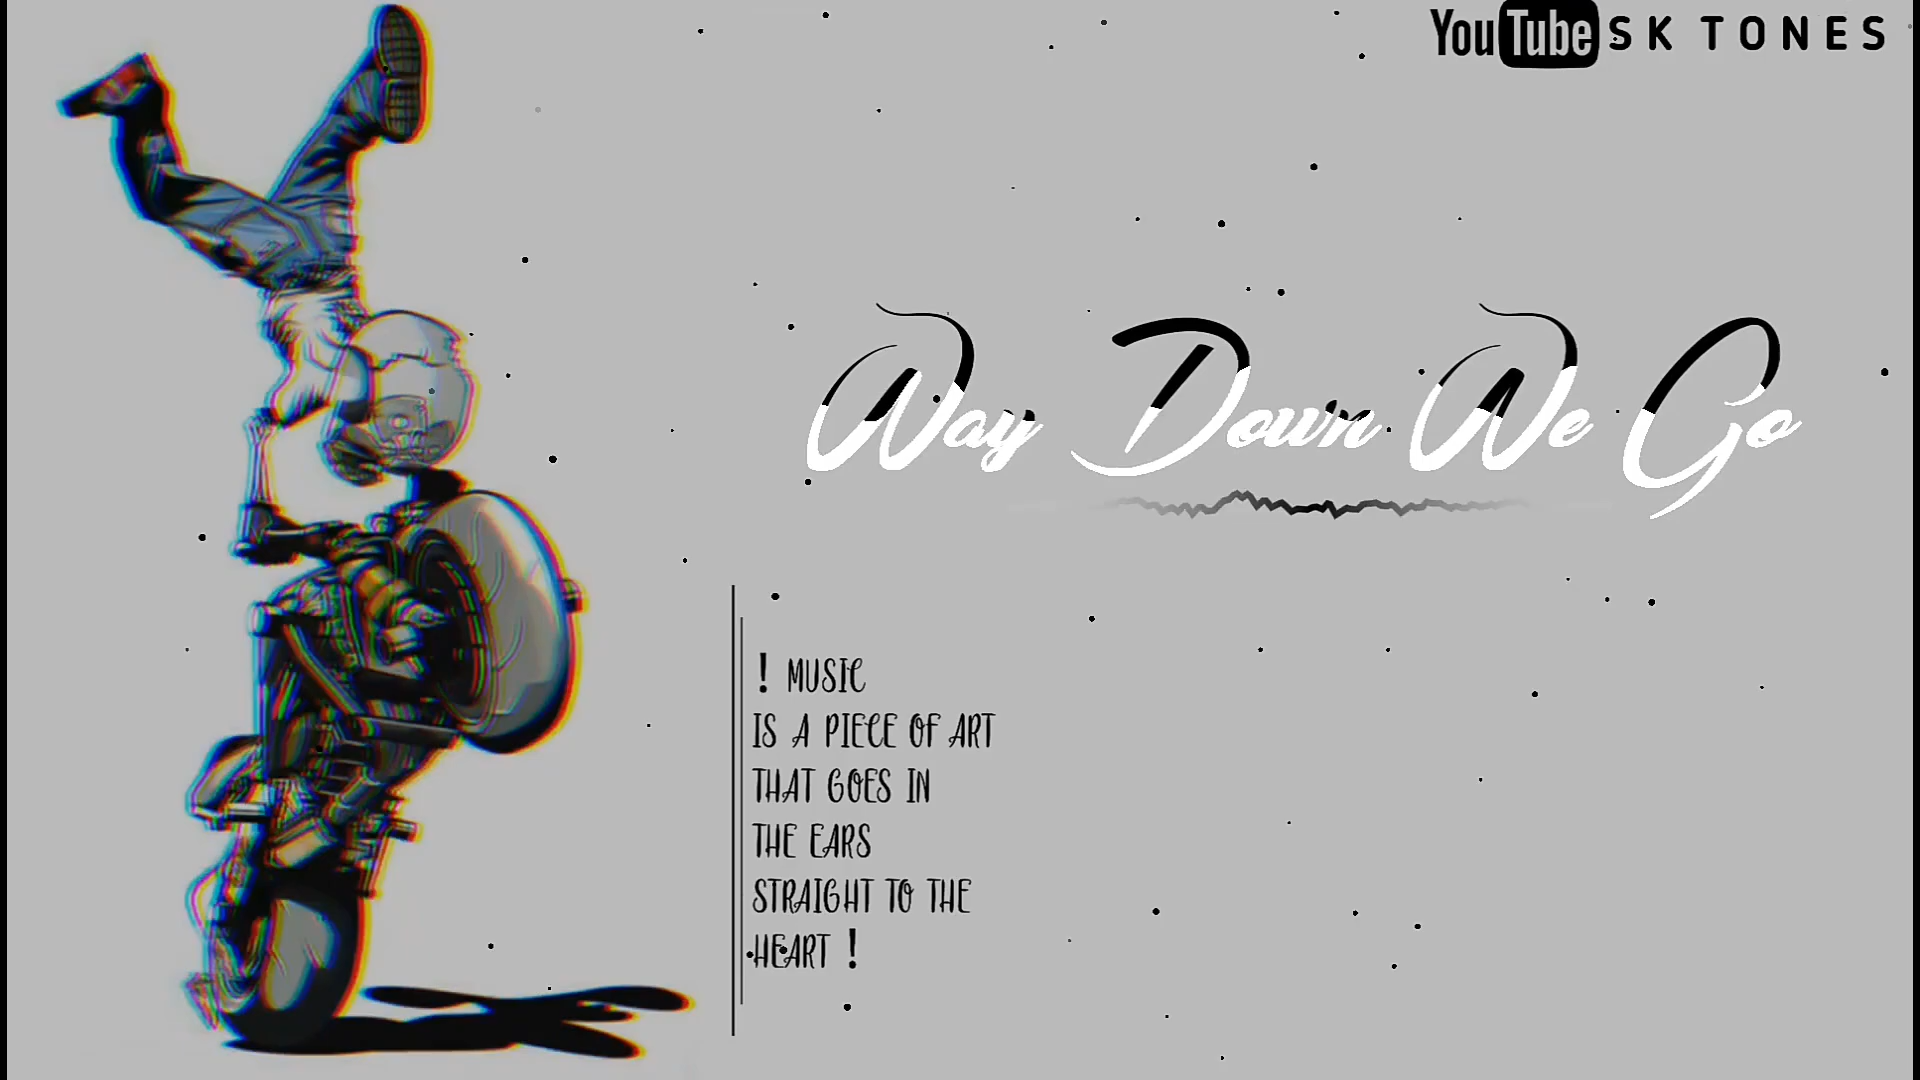 YouTube SK TONES
Way Down We Go
! MUSIC
IS A PIECE OF ART
THAT GOES IN
THE EARS
STRAIGHT TO THE
HEART !